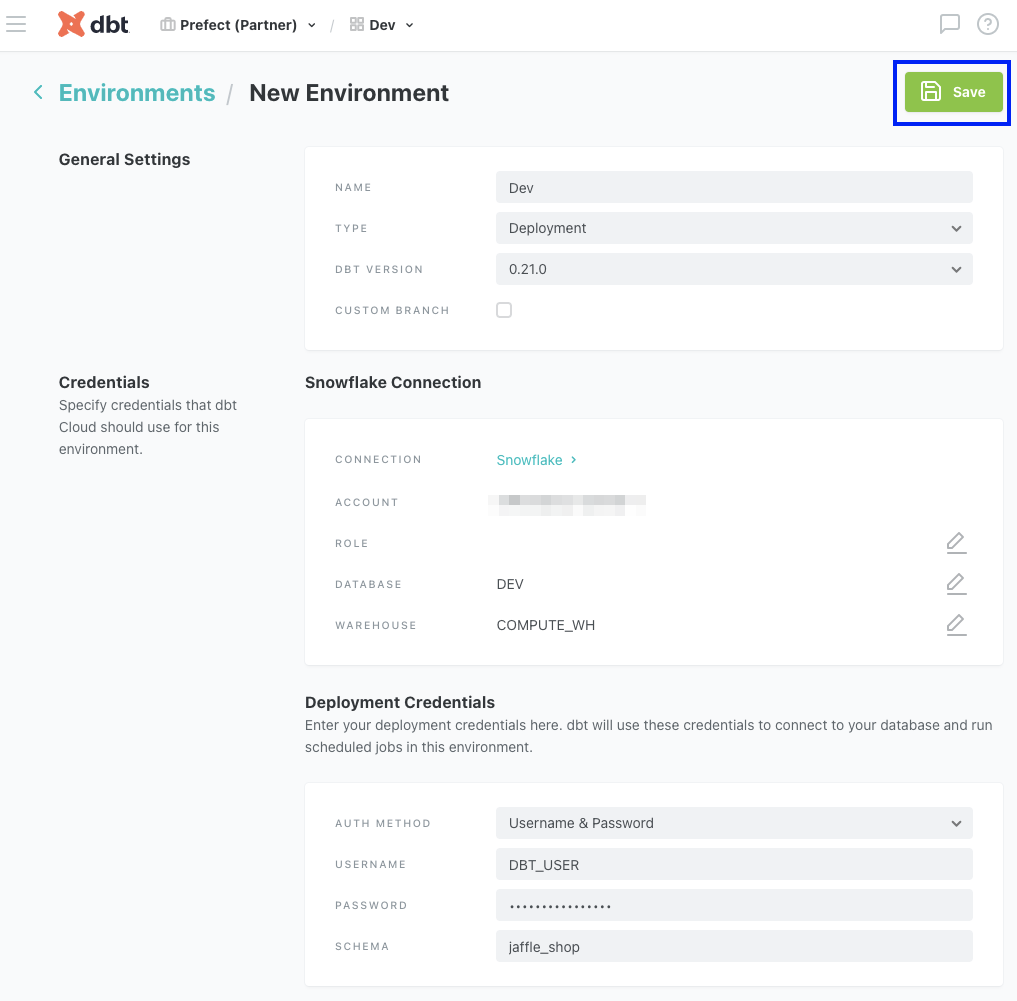 dbt
Prefect (Partner) / Dev
Environments / New Environment
Save
General Settings
NAME Dev
TYPE Deployment
DBT VERSION 0.21.0
CUSTOM BRANCH
Credentials
Specify credentials that dbt
Cloud should use for this
environment.
Snowflake Connection
CONNECTION Snowflake
ACCOUNT
ROLE
DATABASE DEV
WAREHOUSE COMPUTE_WH
Deployment Credentials
Enter your deployment credentials here. dbt will use these credentials to connect to your database and run
scheduled jobs in this environment.
AUTH METHOD Username & Password
USERNAME DBT_USER
PASSWORD ••••••••••••••••
SCHEMA jaffle_shop